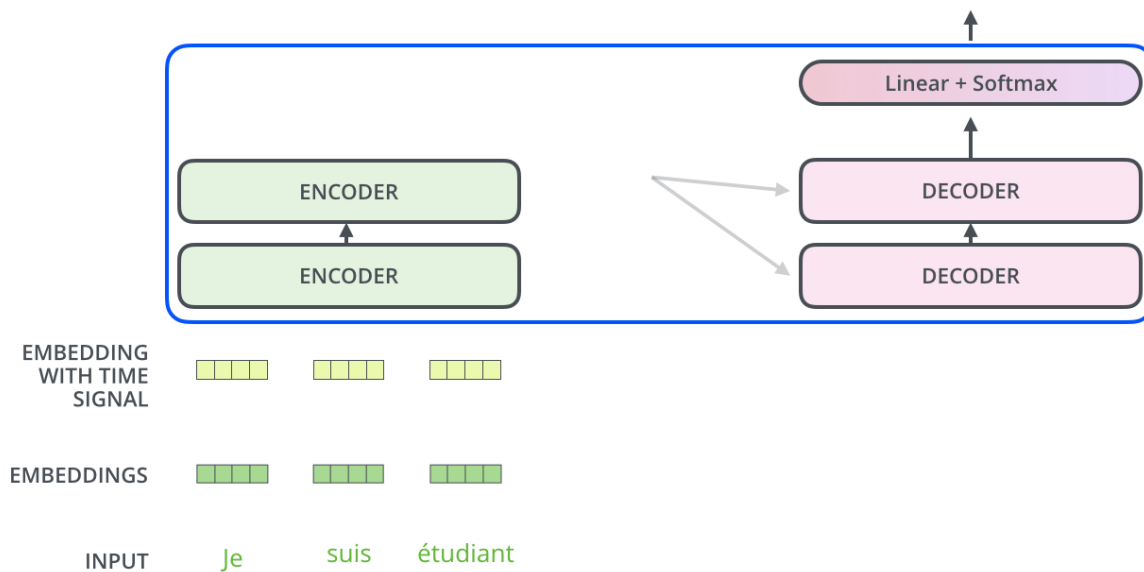 Linear + Softmax
ENCODER
DECODER
ENCODER
DECODER
EMBEDDING
WITH TIME
SIGNAL
EMBEDDINGS
INPUT
Je
suis
étudiant